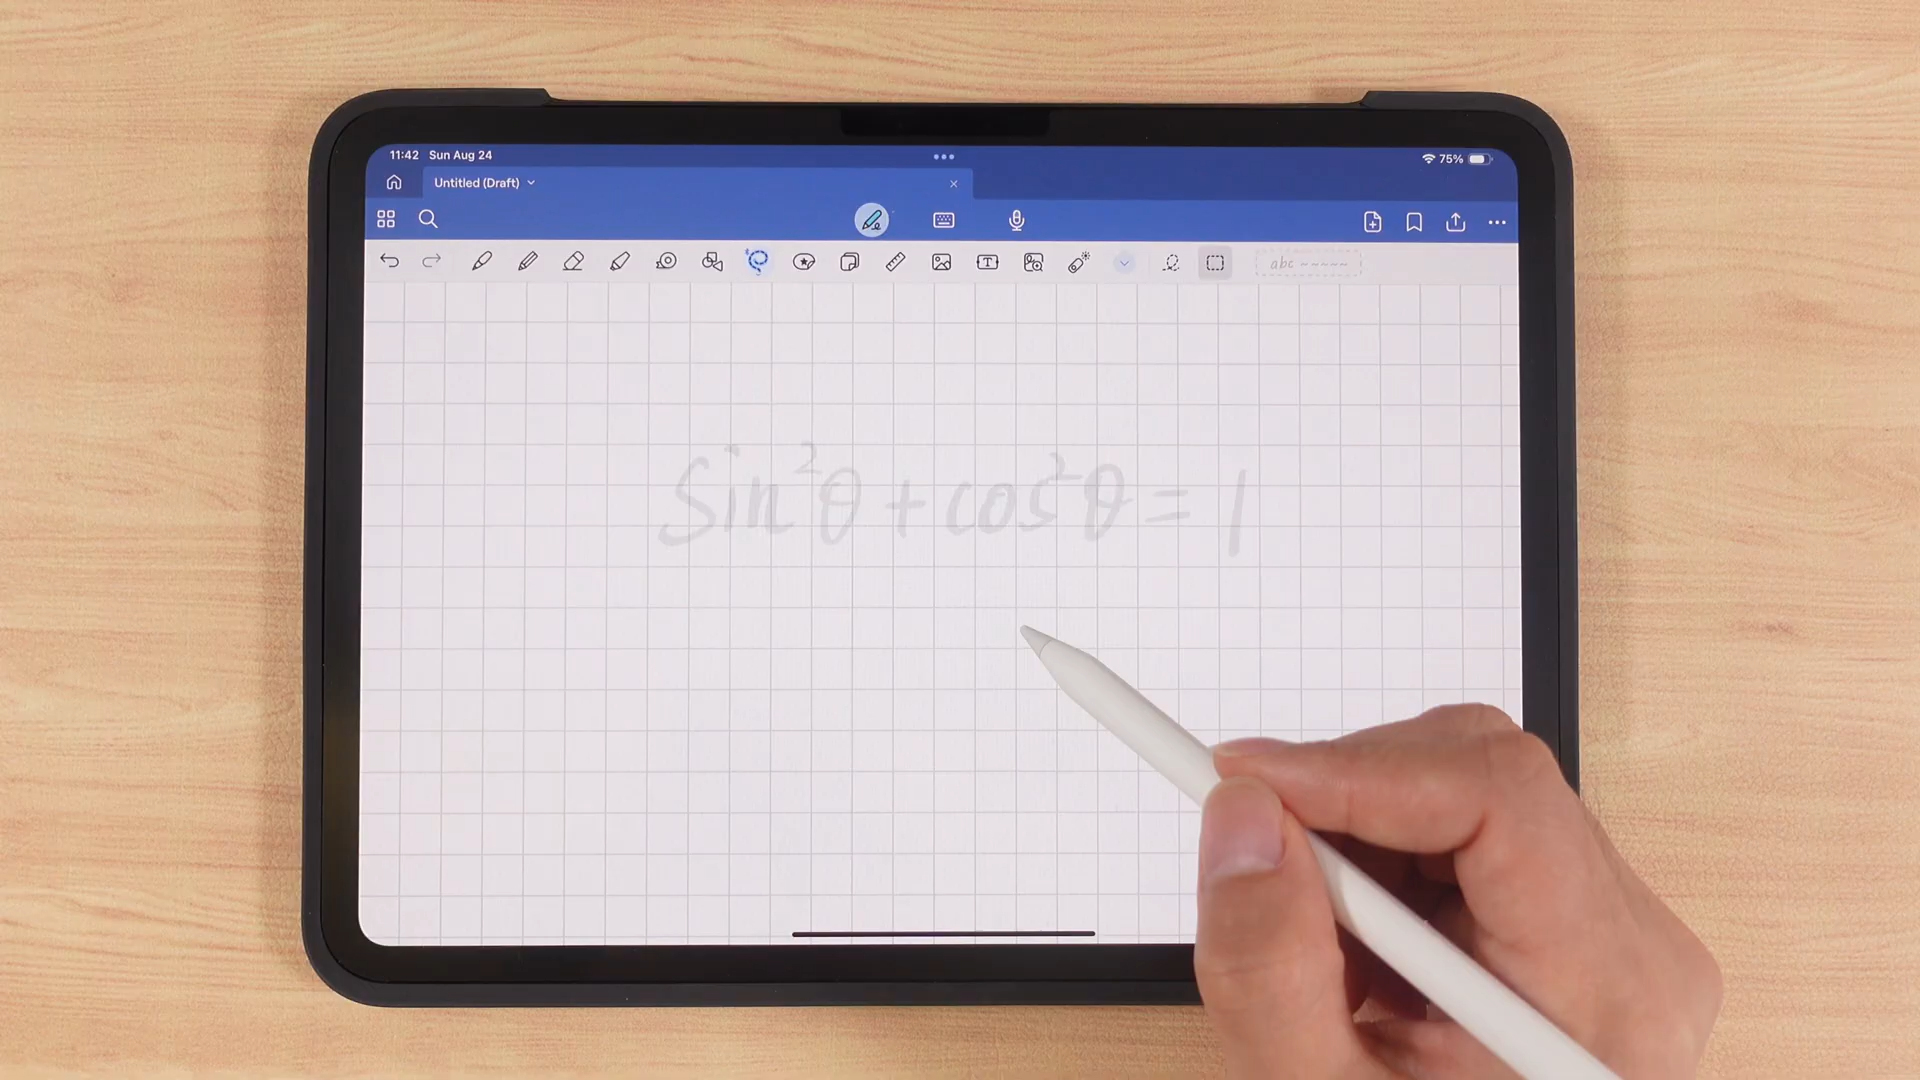 11:42 Sun Aug 24 75%
Untitled (Draft)
abc
sin²θ + cos²θ = 1